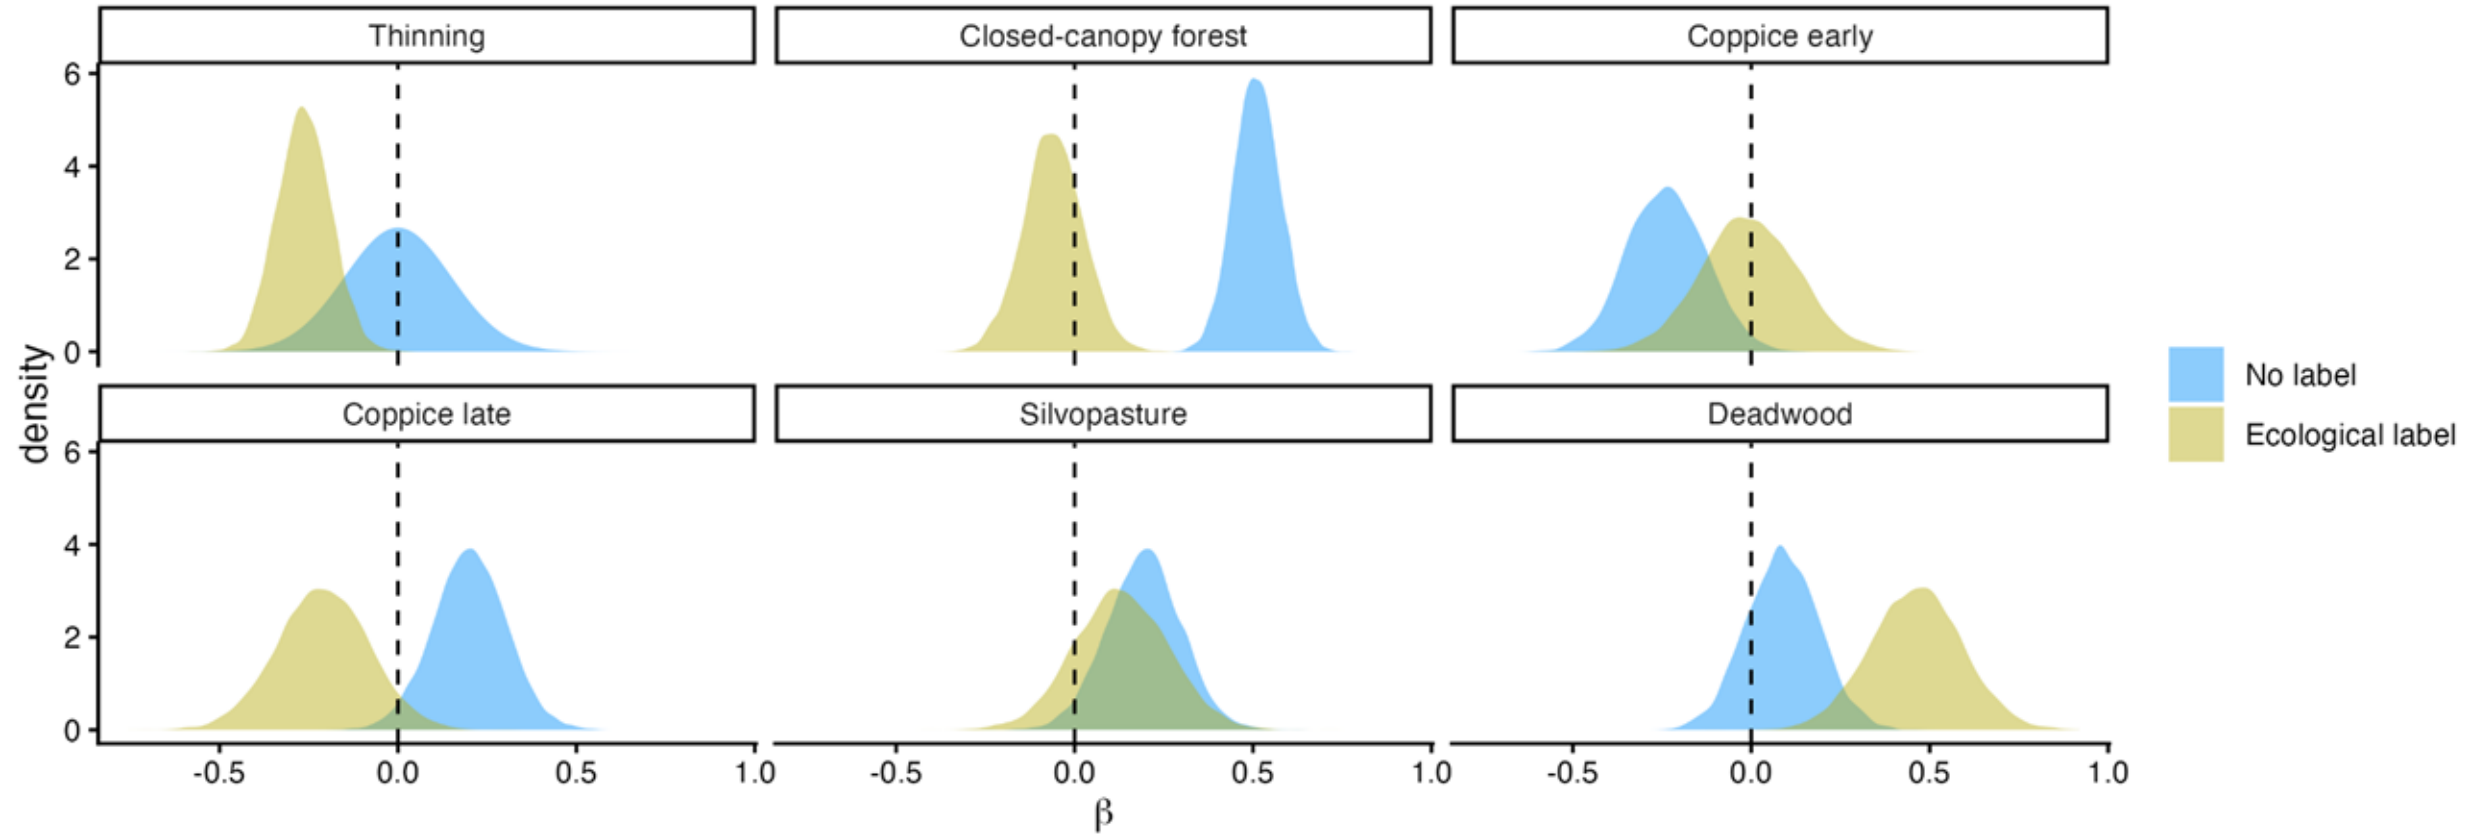 Thinning
Closed-canopy forest
Coppice early
6
4
2
0
density
Coppice late
Silvopasture
Deadwood
6
4
2
0
-0.5 0.0 0.5 1.0
-0.5 0.0 0.5 1.0
-0.5 0.0 0.5 1.0
β
No label
Ecological label